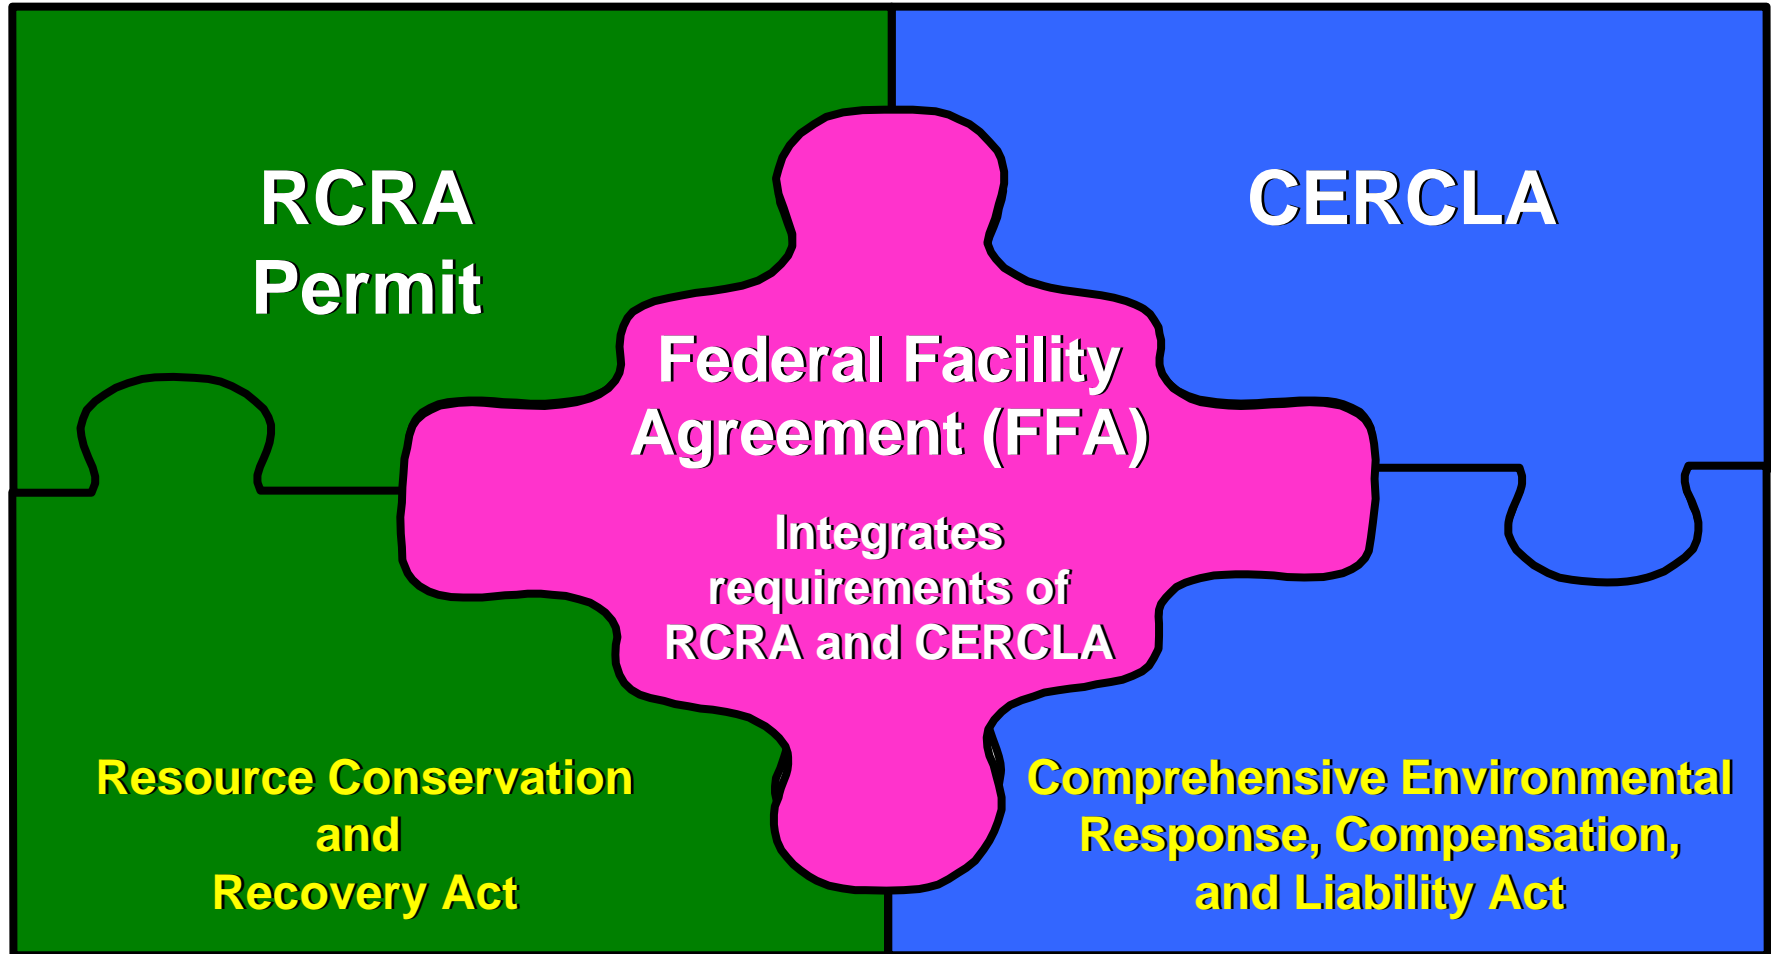 RCRA
Permit
CERCLA
Federal Facility
Agreement (FFA)
Integrates
requirements of
RCRA and CERCLA
Resource Conservation
and
Recovery Act
Comprehensive Environmental
Response, Compensation,
and Liability Act